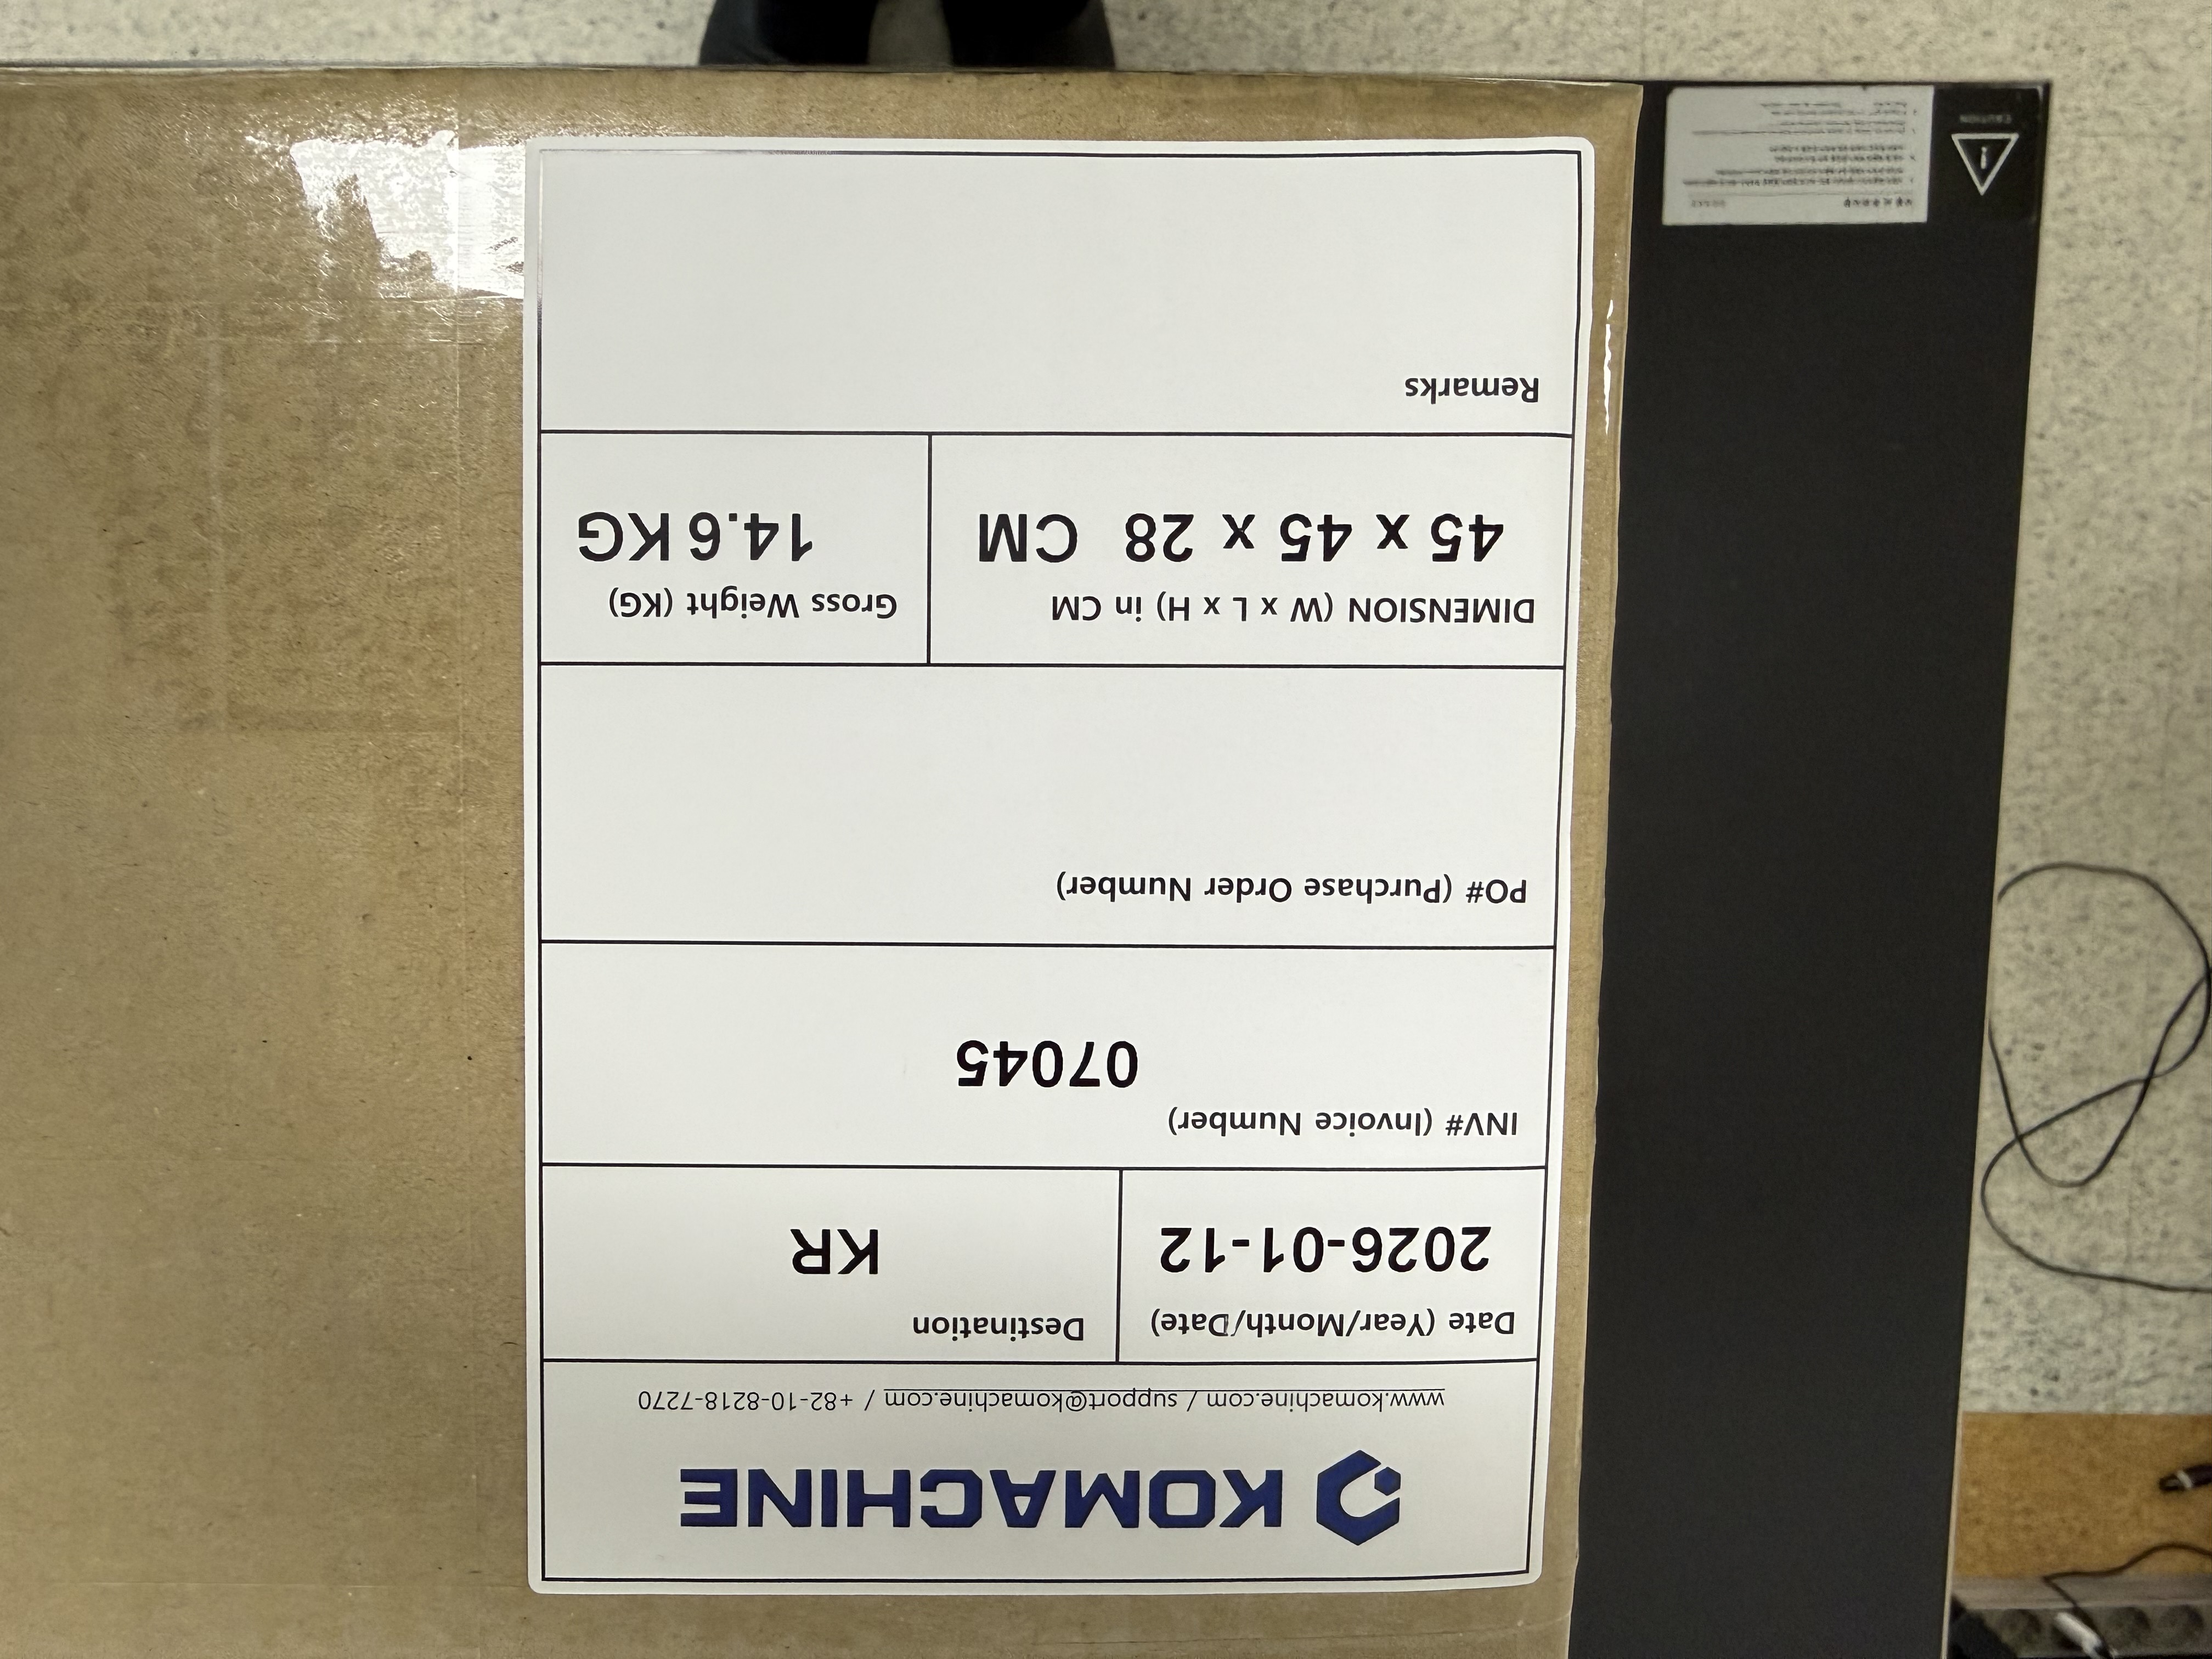 KOMACHINE
www.komachine.com / support@komachine.com / +82-10-8218-7270
Date (Year/Month/Date)
2026-01-12
Destination
KR
INV# (Invoice Number)
07045
PO# (Purchase Order Number)
DIMENSION (W x L x H) in CM
45 x 45 x 28 CM
Gross Weight (KG)
14.6 KG
Remarks
CAUTION